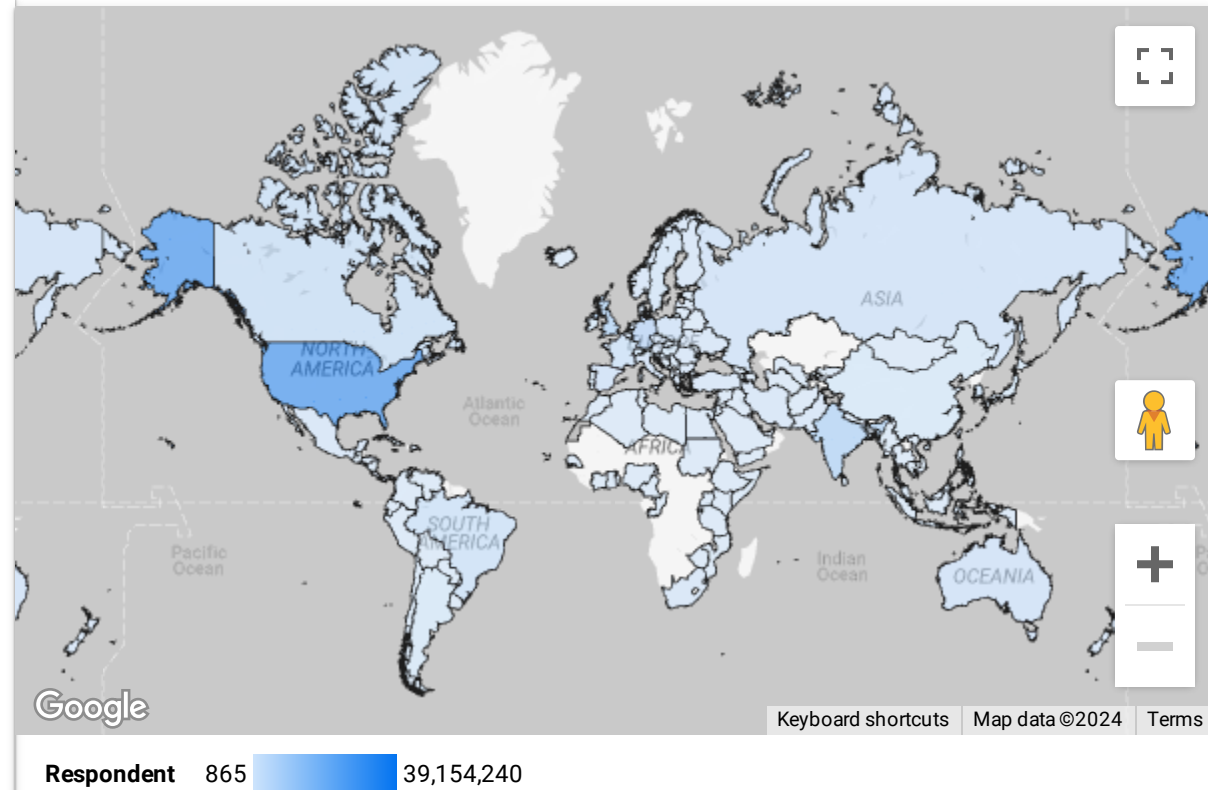 ASIA
NORTH
AMERICA
EUROPE
Atlantic
Ocean
AFRICA
SOUTH
AMERICA
Pacific
Ocean
Indian
Ocean
OCEANIA
Google
Keyboard shortcuts
Map data ©2024
Terms
Respondent 865 39,154,240